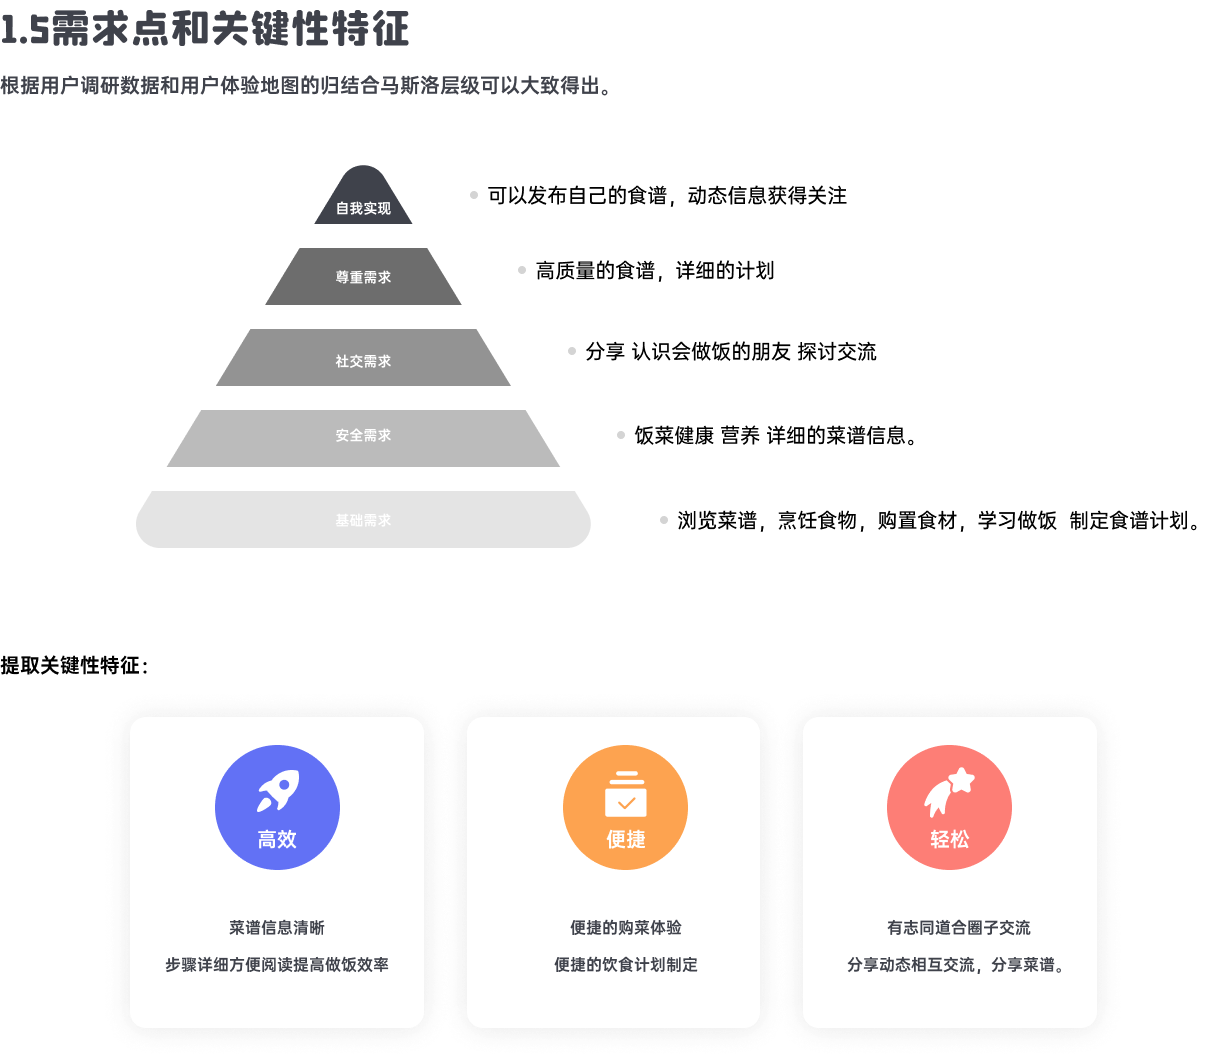 1.5需求点和关键性特征
根据用户调研数据和用户体验地图的归结合马斯洛层级可以大致得出。
自我实现
可以发布自己的食谱，动态信息获得关注
尊重需求
高质量的食谱，详细的计划
社交需求
分享 认识会做饭的朋友 探讨交流
安全需求
饭菜健康 营养 详细的菜谱信息。
基础需求
浏览菜谱，烹饪食物，购置食材，学习做饭 制定食谱计划。
提取关键性特征：
高效
菜谱信息清晰
步骤详细方便阅读提高做饭效率
便捷
便捷的购菜体验
便捷的饮食计划制定
轻松
有志同道合圈子交流
分享动态相互交流，分享菜谱。